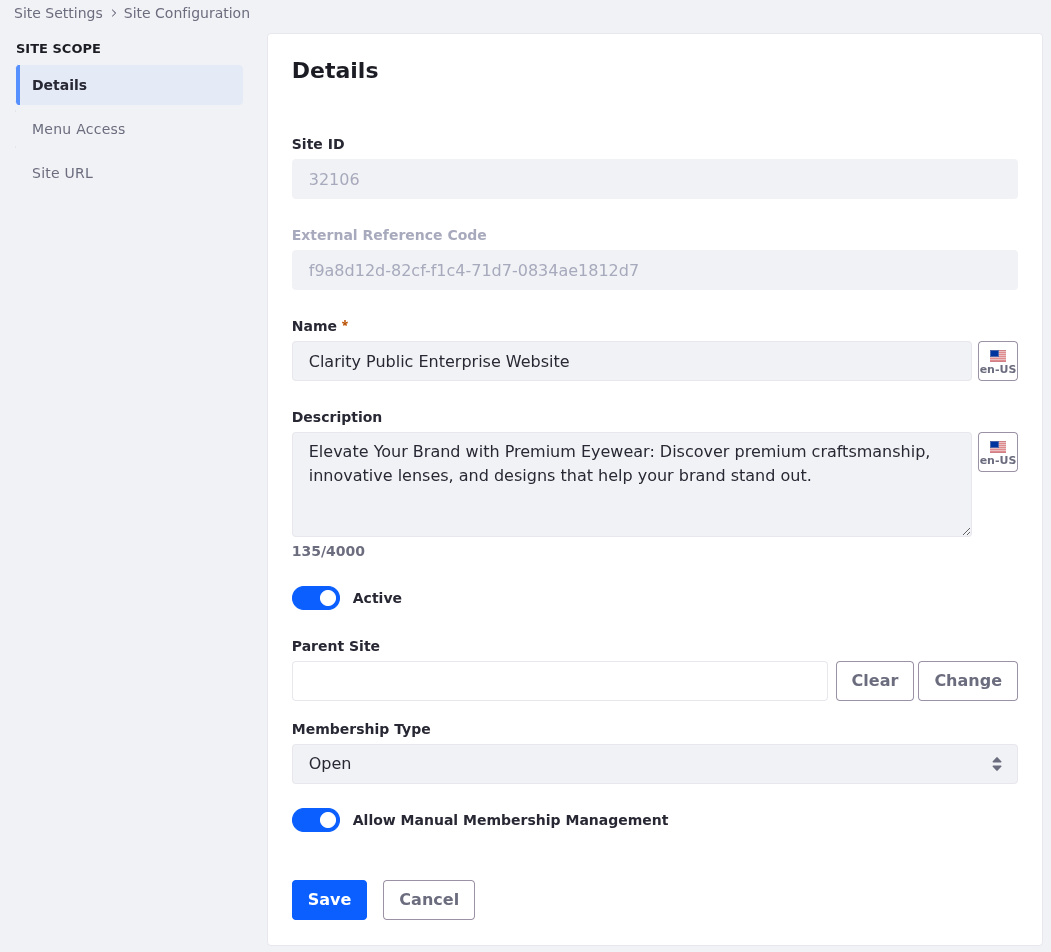 Site Settings › Site Configuration
SITE SCOPE
Details
Menu Access
Site URL
Details
Site ID
32106
External Reference Code
f9a8d12d-82cf-f1c4-71d7-0834ae1812d7
Name *
Clarity Public Enterprise Website
en-US
Description
Elevate Your Brand with Premium Eyewear: Discover premium craftsmanship,
innovative lenses, and designs that help your brand stand out.
en-US
135/4000
Active
Parent Site
Clear
Change
Membership Type
Open
Allow Manual Membership Management
Save
Cancel